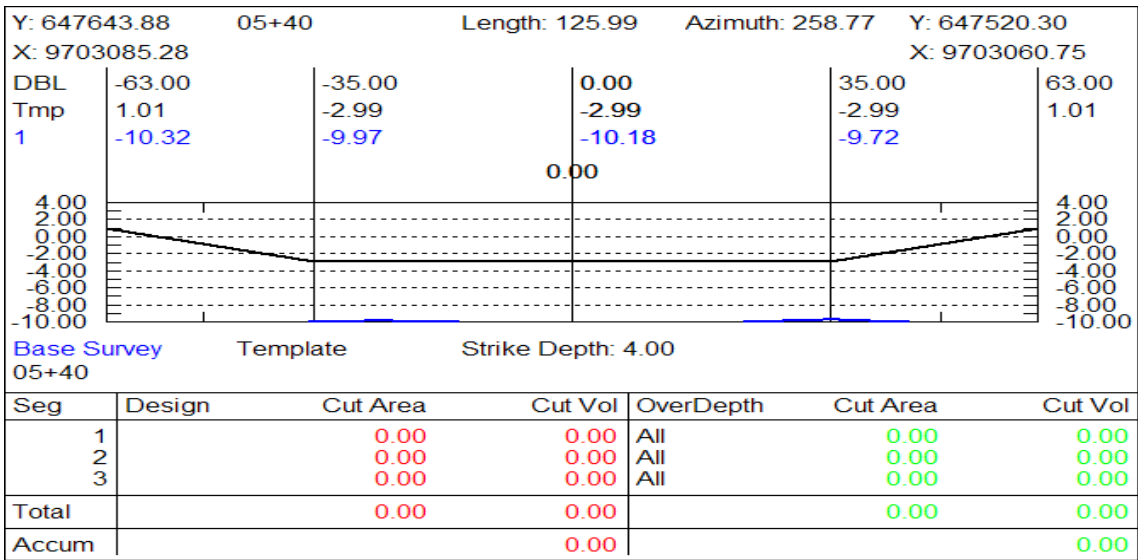 Y: 647643.88 05+40 Length: 125.99 Azimuth: 258.77 Y: 647520.30
X: 9703085.28 X: 9703060.75
DBL -63.00 -35.00 0.00 35.00 63.00
Tmp 1.01 -2.99 -2.99 -2.99 1.01
1 -10.32 -9.97 -10.18 -9.72
0.00
4.00 4.00
2.00 2.00
0.00 0.00
-2.00 -2.00
-4.00 -4.00
-6.00 -6.00
-8.00 -8.00
-10.00 -10.00
Base Survey Template Strike Depth: 4.00
05+40
Seg Design Cut Area Cut Vol OverDepth Cut Area Cut Vol
1 0.00 0.00 All 0.00 0.00
2 0.00 0.00 All 0.00 0.00
3 0.00 0.00 All 0.00 0.00
Total 0.00 0.00 0.00 0.00
Accum 0.00 0.00